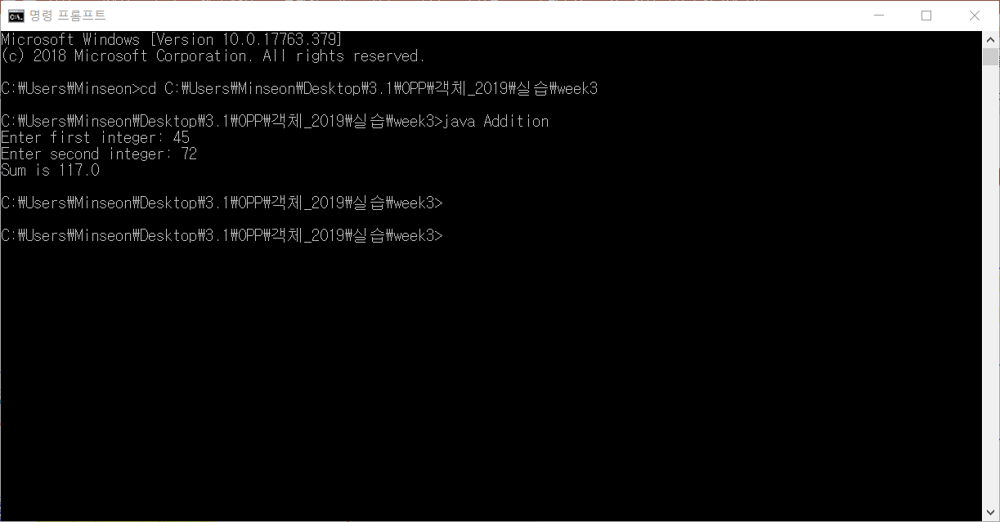 명령 프롬프트
Microsoft Windows [Version 10.0.17763.379]
(c) 2018 Microsoft Corporation. All rights reserved.
C:₩Users₩Minseon>cd C:₩Users₩Minseon₩Desktop₩3.1₩OPP₩객체_2019₩실습₩week3
C:₩Users₩Minseon₩Desktop₩3.1₩OPP₩객체_2019₩실습₩week3>java Addition
Enter first integer: 45
Enter second integer: 72
Sum is 117.0
C:₩Users₩Minseon₩Desktop₩3.1₩OPP₩객체_2019₩실습₩week3>
C:₩Users₩Minseon₩Desktop₩3.1₩OPP₩객체_2019₩실습₩week3>